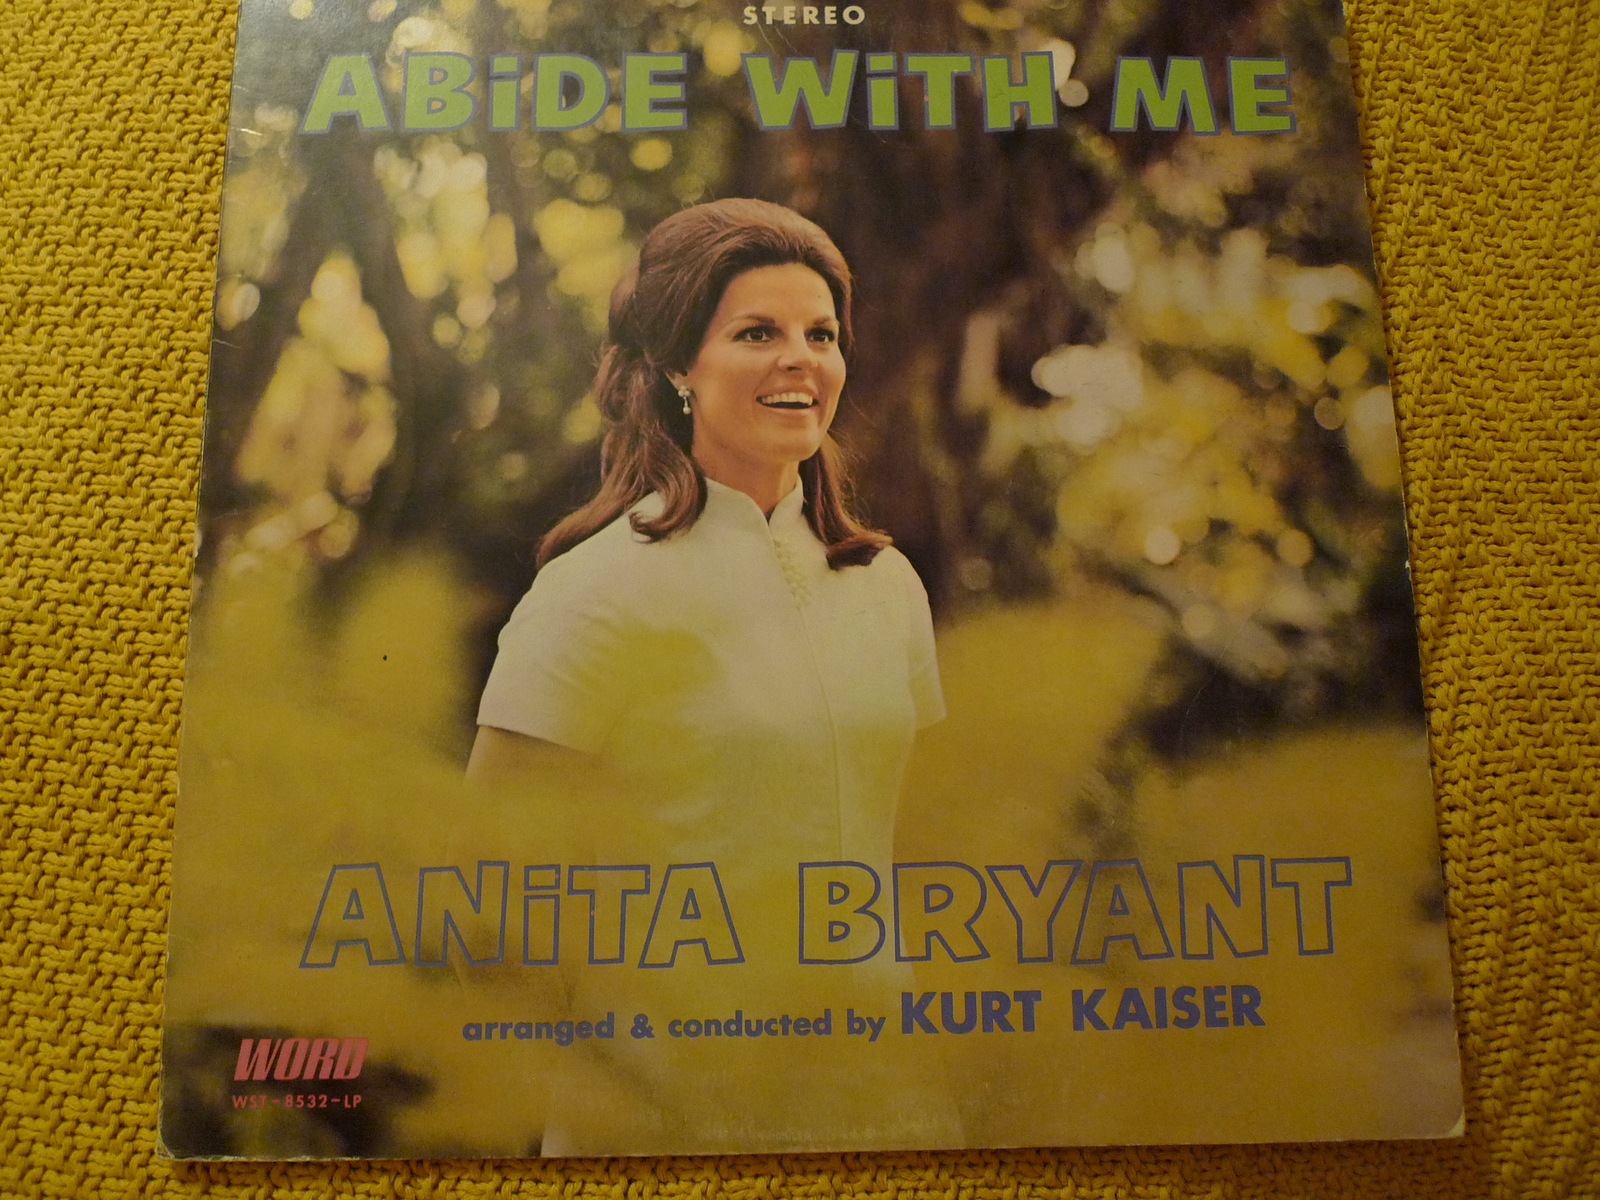 STEREO
ABiDE WiTH ME
ANiTA BRYANT
arranged & conducted by KURT KAISER
WORD
WST-8532-LP